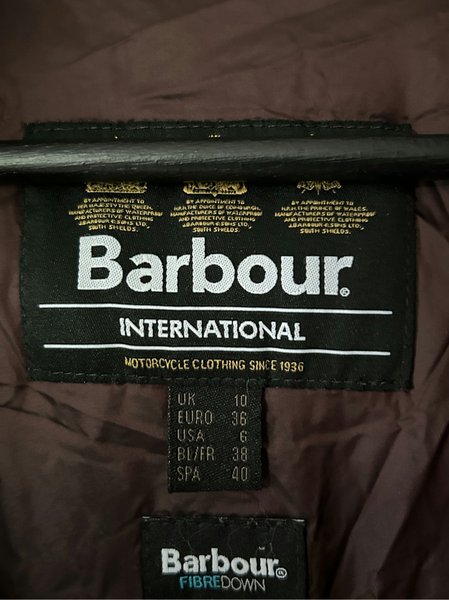 BY APPOINTMENT TO
HER MAJESTY THE QUEEN.
MANUFACTURERS OF WATERPROOF
AND PROTECTIVE CLOTHING
J.BARBOUR & SONS LTD,
SOUTH SHIELDS.
BY APPOINTMENT TO
H.R.H. THE DUKE OF EDINBURGH.
MANUFACTURERS OF WATERPROOF
AND PROTECTIVE CLOTHING
J.BARBOUR & SONS LTD,
SOUTH SHIELDS.
BY APPOINTMENT TO
H.R.H. THE PRINCE OF WALES.
MANUFACTURERS OF WATERPROOF
AND PROTECTIVE CLOTHING
J.BARBOUR & SONS LTD,
SOUTH SHIELDS.
Barbour®
INTERNATIONAL
MOTORCYCLE CLOTHING SINCE 1936
UK 10
EURO 36
USA 6
BL/FR 38
SPA 40
Barbour®
FIBREDOWN